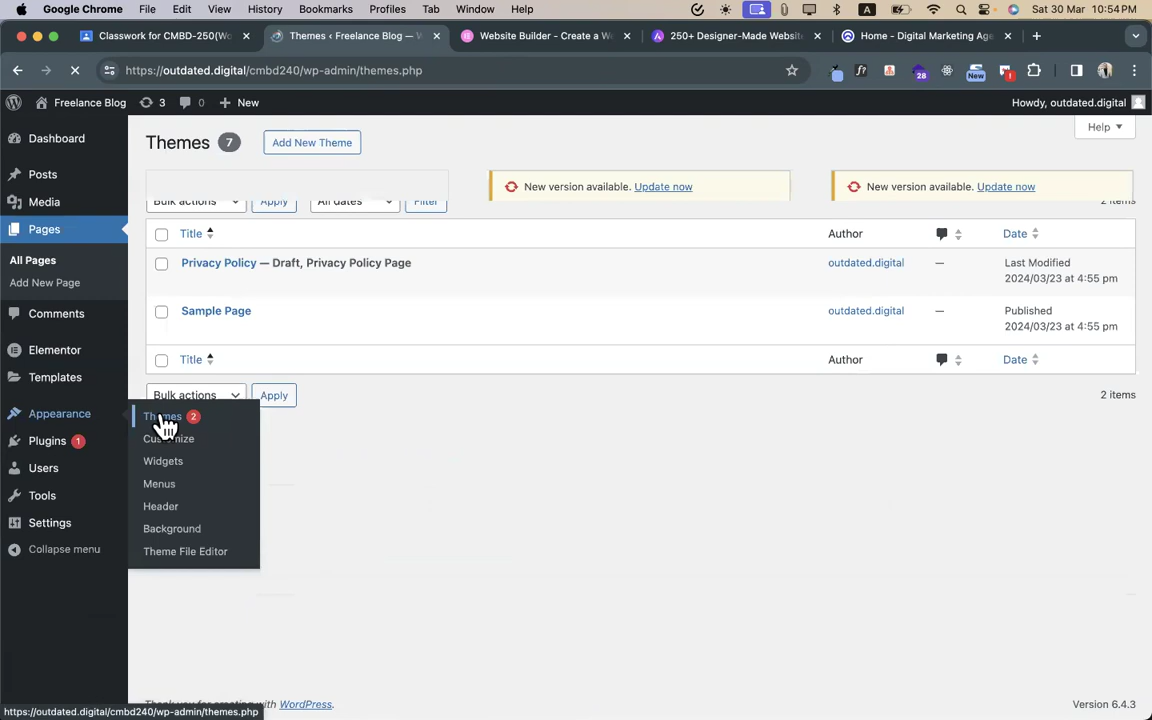 Google Chrome File Edit View History Bookmarks Profiles Tab Window Help A Sat 30 Mar 10:54 PM
Classwork for CMBD-250(Wo Themes ‹ Freelance Blog — W Website Builder - Create a Wo 250+ Designer-Made Website Home - Digital Marketing Age
https://outdated.digital/cmbd240/wp-admin/themes.php 28 New
Freelance Blog 3 0 New Howdy, outdated.digital
Dashboard
Posts
Media
Pages
All Pages
Add New Page
Comments
Elementor
Templates
Appearance
Plugins 1
Users
Tools
Settings
Collapse menu
Themes 7 Add New Theme Help
New version available. Update now
New version available. Update now
Bulk actions Apply All dates Filter 2 items
Title Author Date
Privacy Policy — Draft, Privacy Policy Page outdated.digital — Last Modified
2024/03/23 at 4:55 pm
Sample Page outdated.digital — Published
2024/03/23 at 4:55 pm
Title Author Date
Bulk actions Apply 2 items
Themes 2
Customize
Widgets
Menus
Header
Background
Theme File Editor
Thank you for creating with WordPress. Version 6.4.3
https://outdated.digital/cmbd240/wp-admin/themes.php